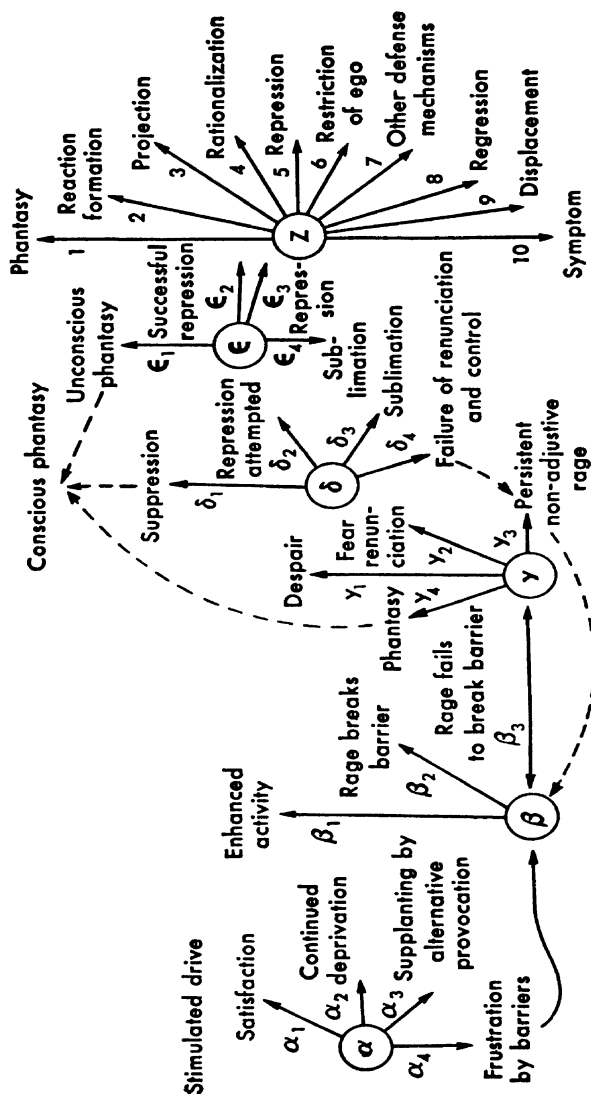 Stimulated drive
Satisfaction
α1
Continued
deprivation
α2
α3
Supplanting by
alternative
provocation
α
α4
Frustration
by barriers
Enhanced
activity
β1
Rage breaks
barrier
β2
Rage fails
to break barrier
β3
β
Despair
γ1
Fear
renun-
ciation
γ2
Phantasy
γ4
γ3
γ
Persistent
non-adjustive
rage
Conscious phantasy
Suppression
δ1
Repression
attempted
δ2
δ3
Sublimation
δ
δ4
Failure of renunciation
and control
Unconscious
phantasy
ϵ1
Successful
repression
ϵ2
ϵ
ϵ3
Repres-
sion
ϵ4
Sub-
limation
Phantasy
1
Reaction
formation
2
Projection
3
Rationalization
4
Repression
5
Restriction
of ego
6
Other defense
mechanisms
7
Regression
8
Displacement
9
Z
10
Symptom